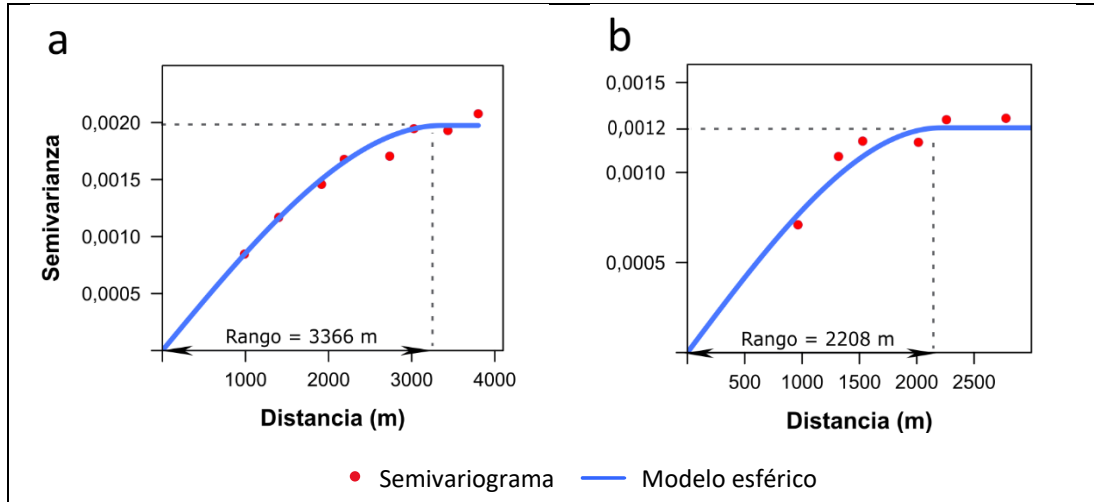 a
Semivarianza
0,0020
0,0015
0,0010
0,0005
Rango = 3366 m
1000 2000 3000 4000
Distancia (m)
b
0,0015
0,0012
0,0010
0,0005
Rango = 2208 m
500 1000 1500 2000 2500
Distancia (m)
Semivariograma Modelo esférico